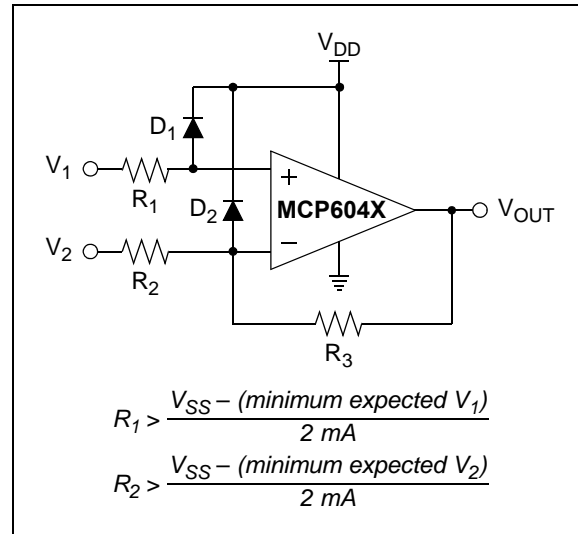 V_DD
D_1
V_1
R_1
+
MCP604X
V_OUT
D_2
V_2
R_2
–
R_3
R_1 > V_SS – (minimum expected V_1) / 2 mA
R_2 > V_SS – (minimum expected V_2) / 2 mA